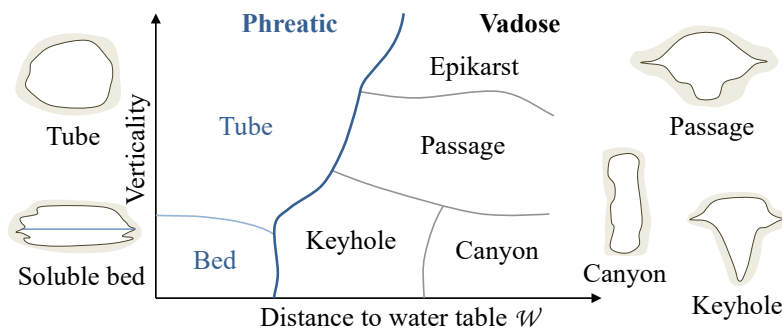 Phreatic
Vadose
Epikarst
Tube
Passage
Tube
Passage
Verticality
Keyhole
Bed
Canyon
Soluble bed
Canyon
Keyhole
Distance to water table 𝒲